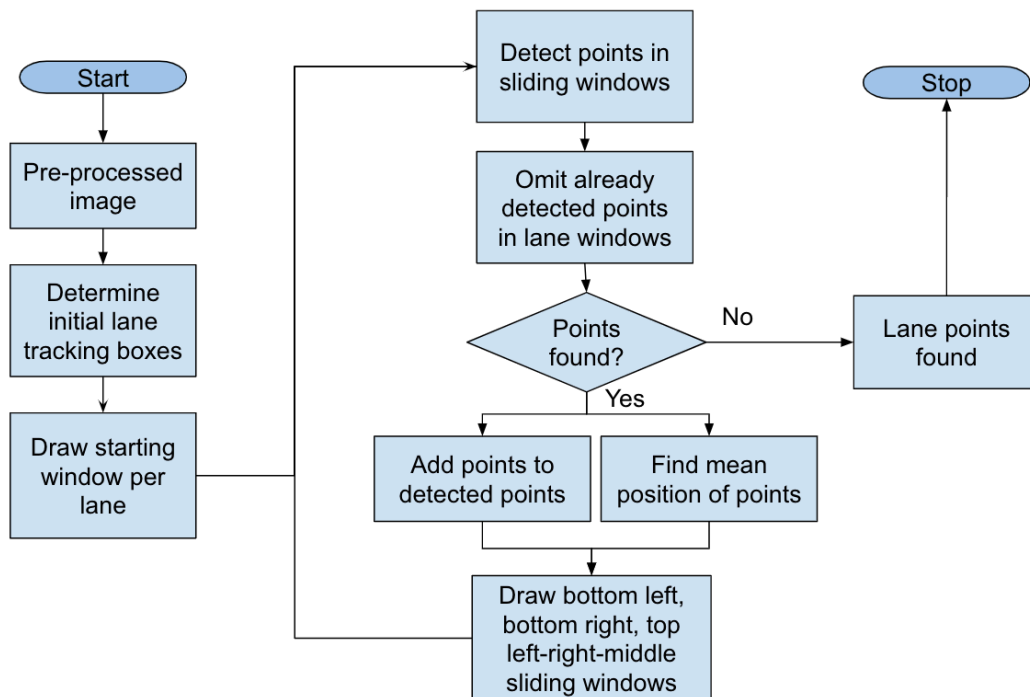 Start
Pre-processed
image
Determine
initial lane
tracking boxes
Draw starting
window per
lane
Detect points in
sliding windows
Omit already
detected points
in lane windows
Points
found?
No
Yes
Lane points
found
Stop
Add points to
detected points
Find mean
position of points
Draw bottom left,
bottom right, top
left-right-middle
sliding windows